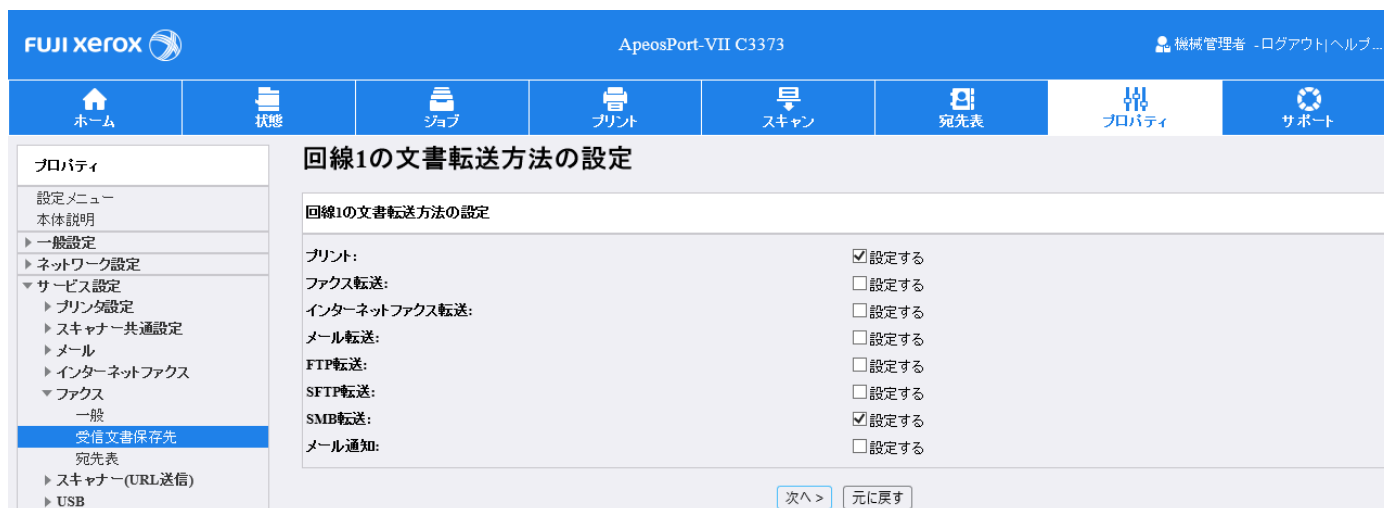 FUJI xerox
ApeosPort-VII C3373
機械管理者 -ログアウト|ヘルプ...
ホーム
状態
ジョブ
プリント
スキャン
宛先表
プロパティ
サポート
プロパティ
設定メニュー
本体説明
一般設定
ネットワーク設定
サービス設定
プリンタ設定
スキャナー共通設定
メール
インターネットファクス
ファクス
一般
受信文書保存先
宛先表
スキャナー(URL送信)
USB
回線1の文書転送方法の設定
回線1の文書転送方法の設定
プリント: 設定する
ファクス転送: 設定する
インターネットファクス転送: 設定する
メール転送: 設定する
FTP転送: 設定する
SFTP転送: 設定する
SMB転送: 設定する
メール通知: 設定する
次へ > 元に戻す